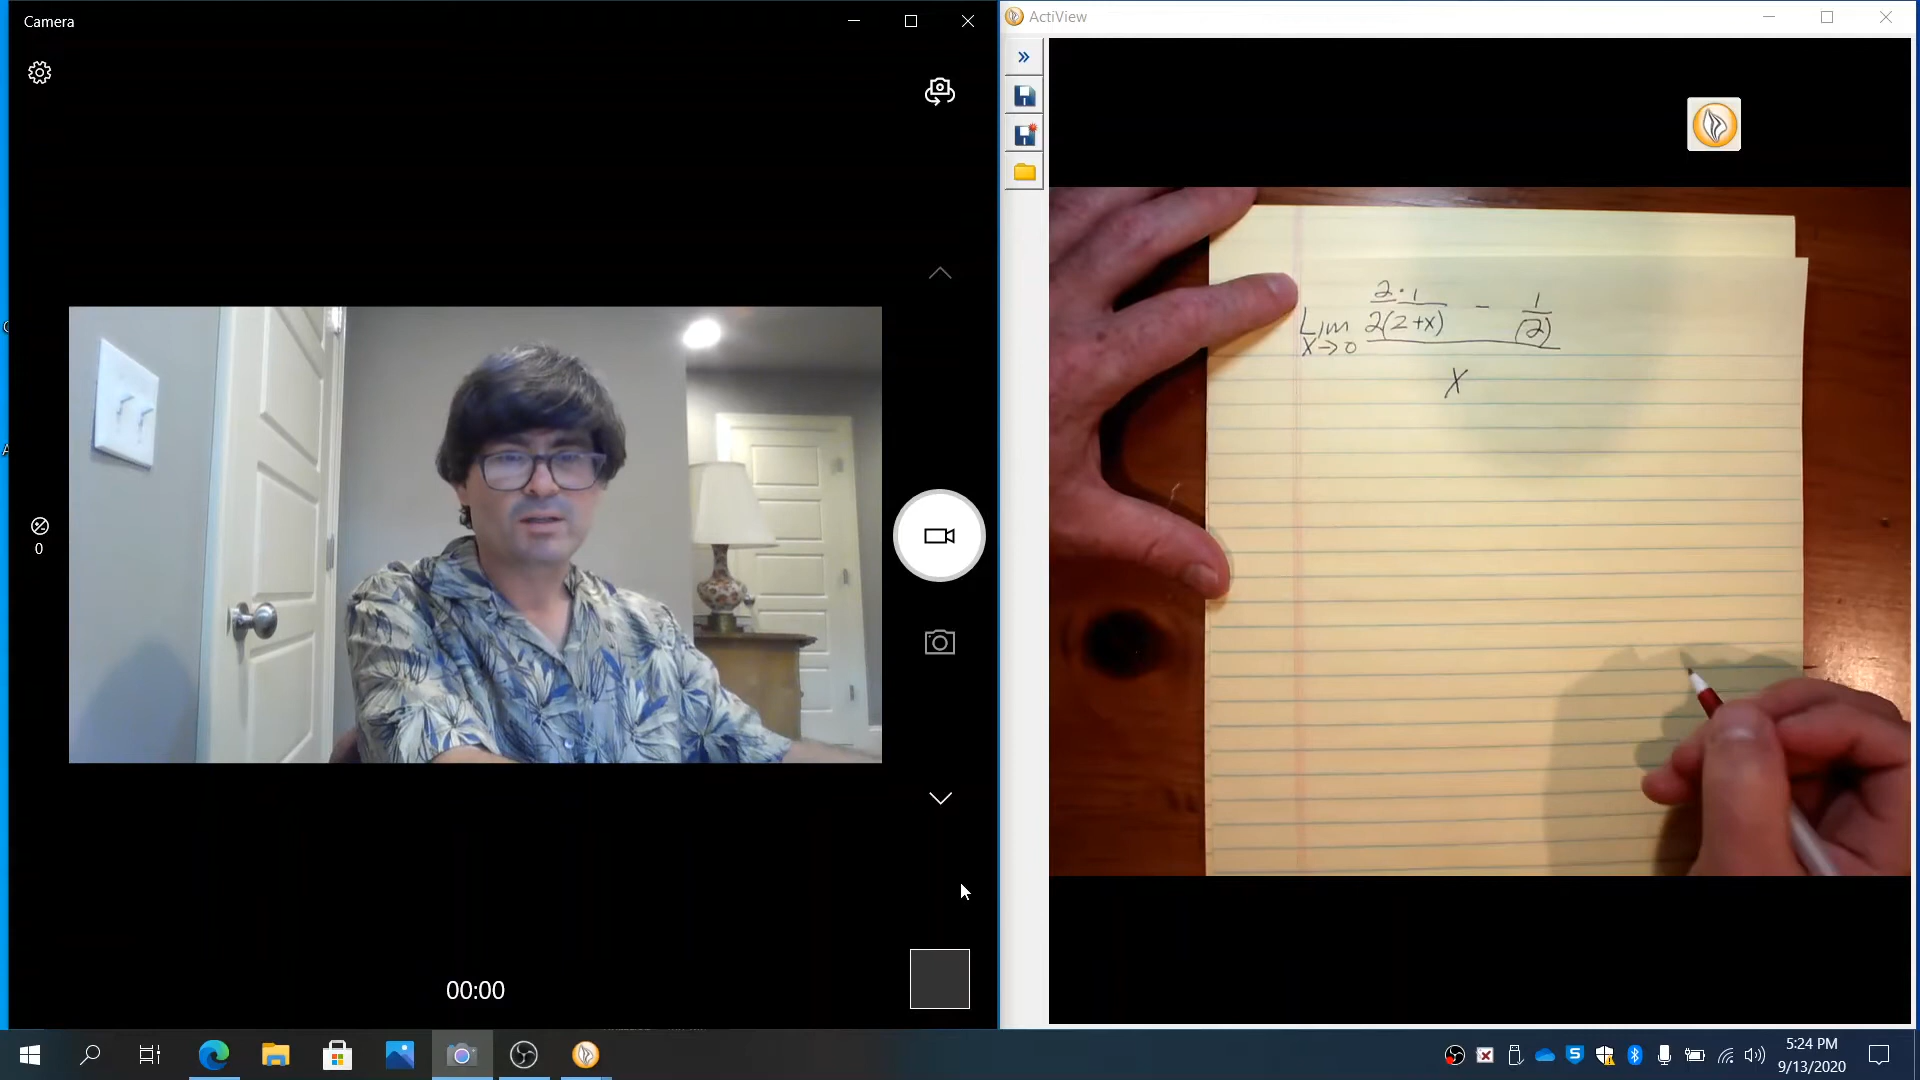 Camera
ActiView
2·1
1
Lim
2(2+x)
-
(2)
X→0
X
0
00:00
5:24 PM
9/13/2020